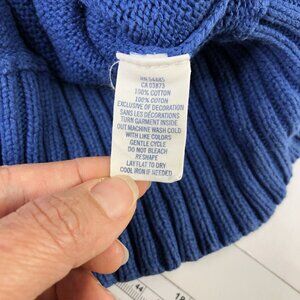 RN 54485
CA 03873
100% COTTON
100% COTON
EXCLUSIVE OF DECORATION
SANS LES DÉCORATIONS
TURN GARMENT INSIDE
OUT MACHINE WASH COLD
WITH LIKE COLORS
GENTLE CYCLE
DO NOT BLEACH
RESHAPE
LAY FLAT TO DRY
COOL IRON IF NEEDED
44
18